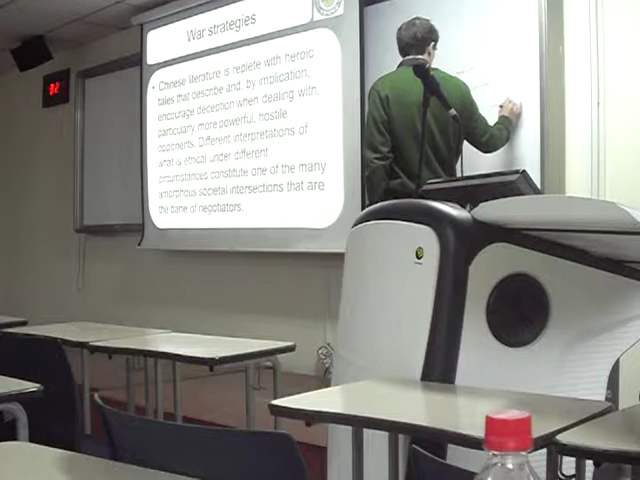 War strategies
• Chinese literature is replete with heroic
tales that describe and, by implication,
encourage deception when dealing with,
particularly more powerful, hostile
opponents. Different interpretations of
what is ethical under different
circumstances constitute one of the many
amorphous societal intersections that are
the bane of negotiators.